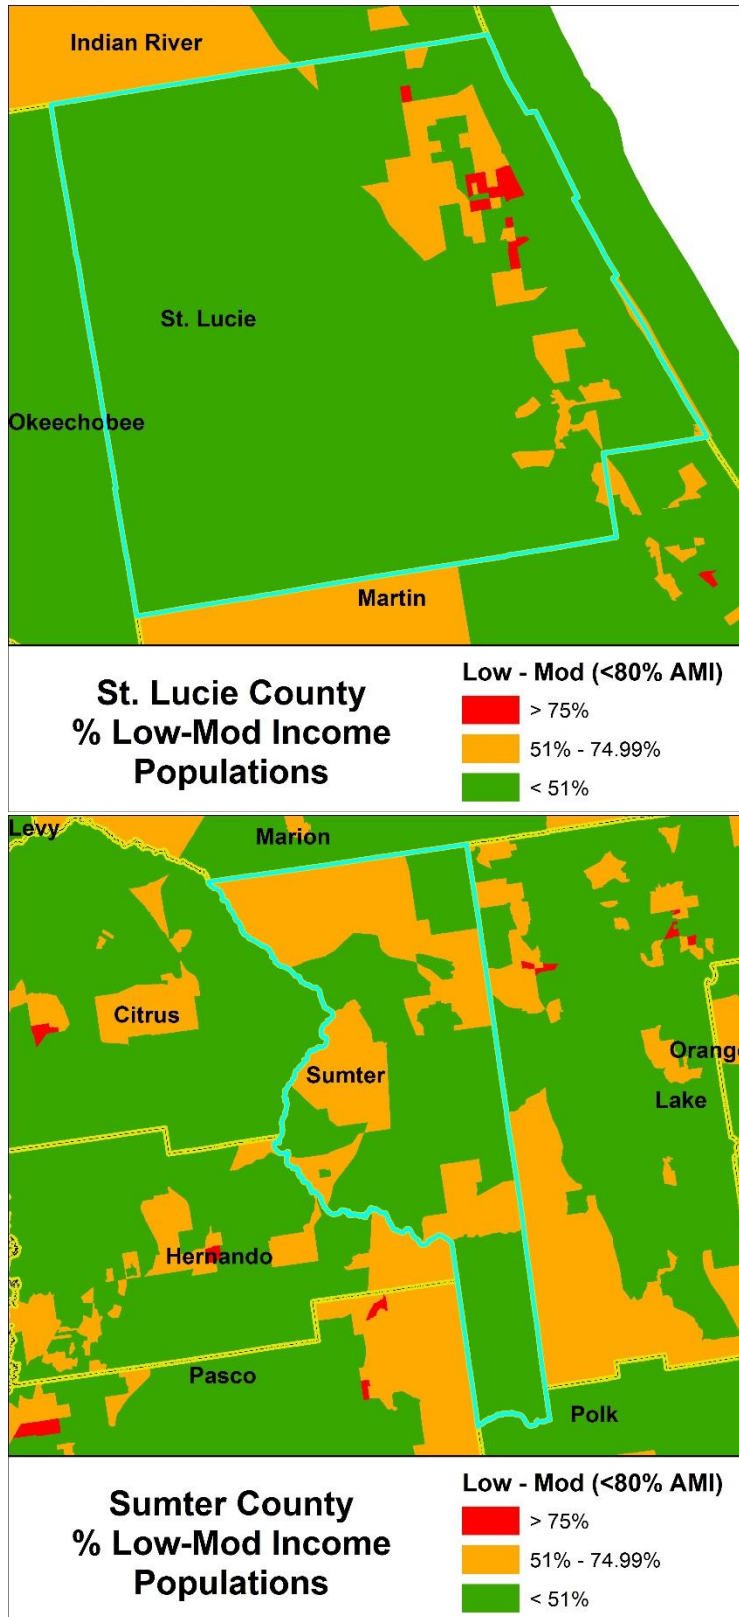 Indian River
St. Lucie
Okeechobee
Martin
St. Lucie County
% Low-Mod Income
Populations
Low - Mod (<80% AMI)
> 75%
51% - 74.99%
< 51%
Levy
Marion
Citrus
Sumter
Orange
Lake
Hernando
Pasco
Polk
Sumter County
% Low-Mod Income
Populations
Low - Mod (<80% AMI)
> 75%
51% - 74.99%
< 51%